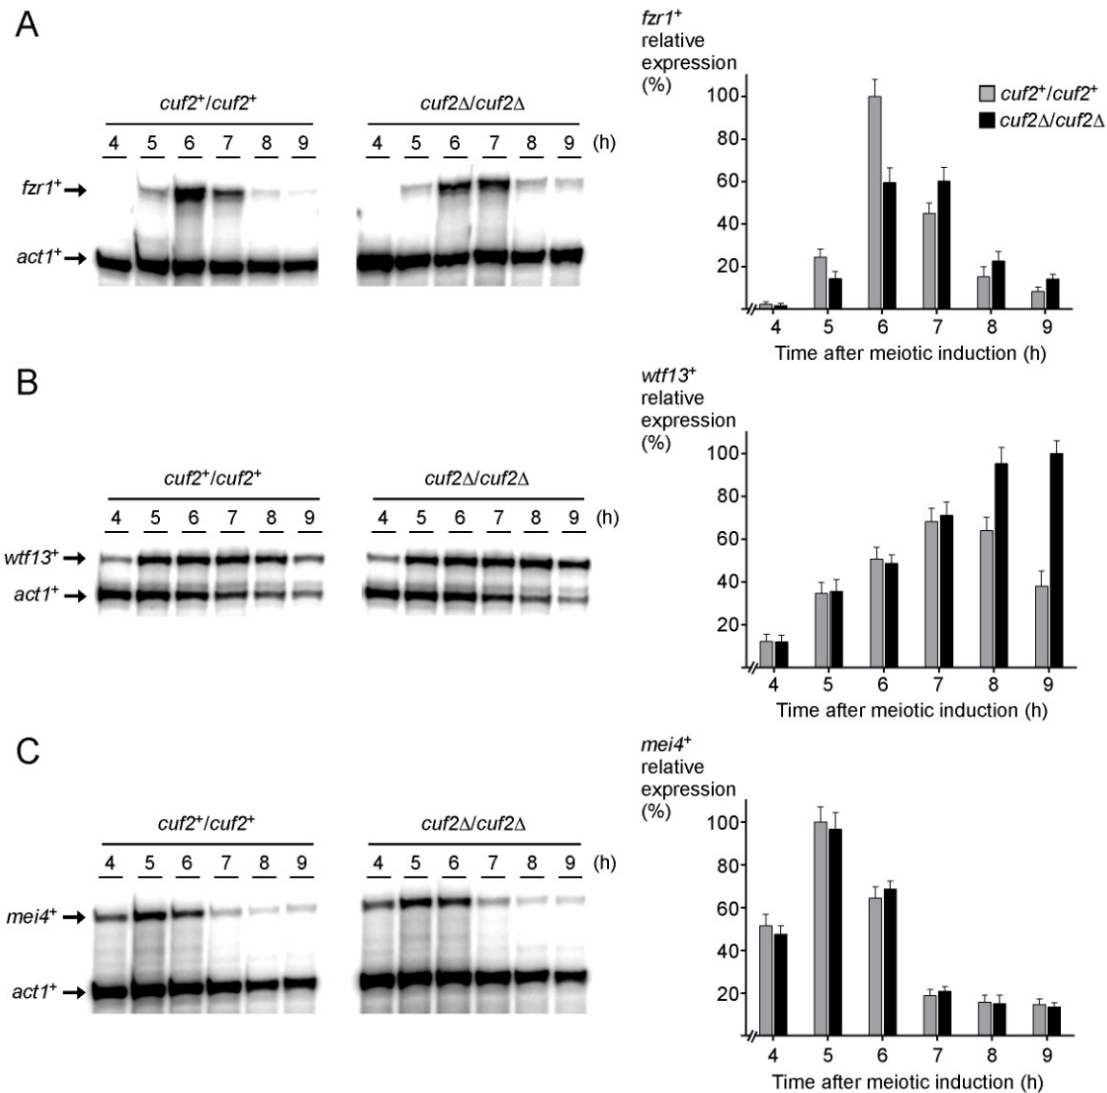 A
fzr1+
relative
expression
(%)
cuf2+/cuf2+
cuf2Δ/cuf2Δ
cuf2+/cuf2+
cuf2Δ/cuf2Δ
4 5 6 7 8 9
4 5 6 7 8 9 (h)
fzr1+
act1+
100
80
60
40
20
4 5 6 7 8 9
Time after meiotic induction (h)
B
wtf13+
relative
expression
(%)
cuf2+/cuf2+
cuf2Δ/cuf2Δ
4 5 6 7 8 9
4 5 6 7 8 9 (h)
wtf13+
act1+
100
80
60
40
20
4 5 6 7 8 9
Time after meiotic induction (h)
C
mei4+
relative
expression
(%)
cuf2+/cuf2+
cuf2Δ/cuf2Δ
4 5 6 7 8 9
4 5 6 7 8 9 (h)
mei4+
act1+
100
80
60
40
20
4 5 6 7 8 9
Time after meiotic induction (h)